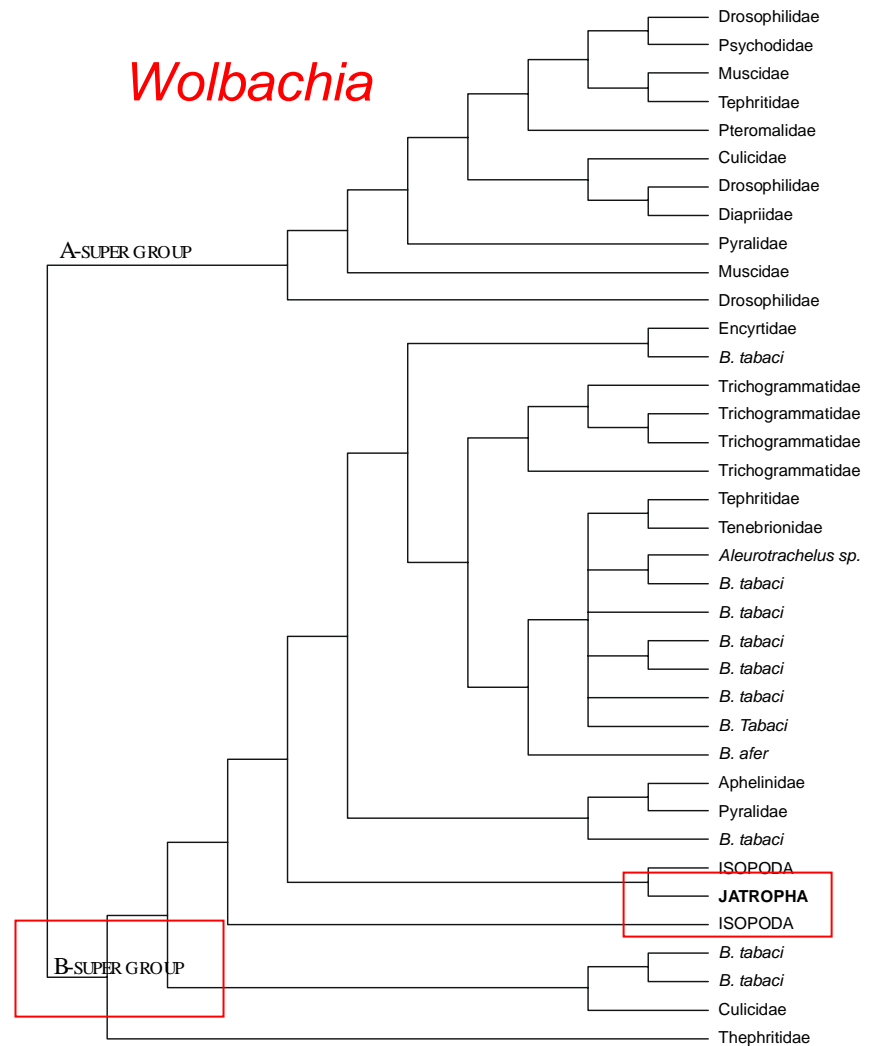 Drosophilidae
Psychodidae
Wolbachia
Muscidae
Tephritidae
Pteromalidae
Culicidae
Drosophilidae
Diapriidae
Pyralidae
A-SUPER GROUP
Muscidae
Drosophilidae
Encyrtidae
B. tabaci
Trichogrammatidae
Trichogrammatidae
Trichogrammatidae
Trichogrammatidae
Tephritidae
Tenebrionidae
Aleurotrachelus sp.
B. tabaci
B. tabaci
B. tabaci
B. tabaci
B. tabaci
B. Tabaci
B. afer
Aphelinidae
Pyralidae
B. tabaci
ISOPODA
JATROPHA
ISOPODA
B. tabaci
B-SUPER GROUP
B. tabaci
Culicidae
Thephritidae